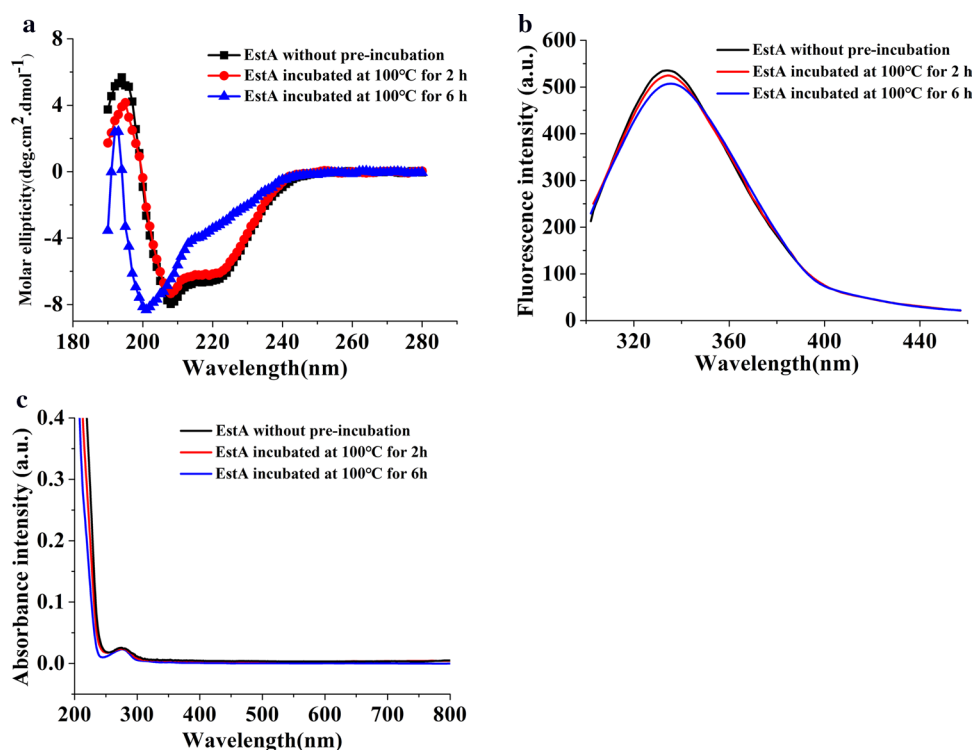 a
EstA without pre-incubation
EstA incubated at 100°C for 2 h
EstA incubated at 100°C for 6 h
Molar ellipticity(deg.cm².dmol⁻¹)
8
4
0
-4
-8
180 200 220 240 260 280 300
Wavelength(nm)
b
EstA without pre-incubation
EstA incubated at 100°C for 2 h
EstA incubated at 100°C for 6 h
Fluorescence intensity (a.u.)
600
500
400
300
200
100
0
320 360 400 440
Wavelength(nm)
c
EstA without pre-incubation
EstA incubated at 100°C for 2h
EstA incubated at 100°C for 6h
Absorbance intensity (a.u.)
0.4
0.3
0.2
0.1
0.0
200 300 400 500 600 700 800
Wavelength(nm)